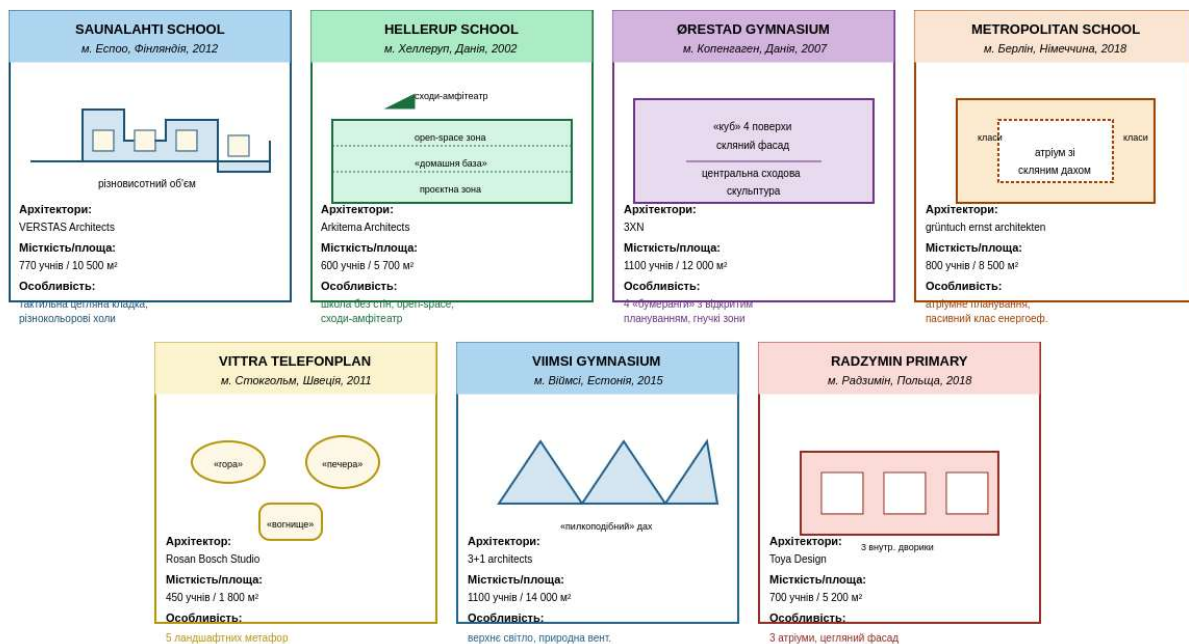 SAUNALAHTI SCHOOL
м. Еспоо, Фінляндія, 2012
різновисотний об'єм
Архітектори:
VERSTAS Architects
Місткість/площа:
770 учнів / 10 500 м²
Особливість:
тактильна цегляна кладка,
різнокольорові холи
HELLERUP SCHOOL
м. Хеллеруп, Данія, 2002
сходи-амфітеатр
open-space зона
«домашня база»
проєктна зона
Архітектори:
Arkitema Architects
Місткість/площа:
600 учнів / 5 700 м²
Особливість:
школа без стін, open-space,
сходи-амфітеатр
ØRESTAD GYMNASIUM
м. Копенгаген, Данія, 2007
«куб» 4 поверхи
скляний фасад
центральна сходова
скульптура
Архітектори:
3XN
Місткість/площа:
1100 учнів / 12 000 м²
Особливість:
4 «бумеранги» з відкритим
плануванням, гнучкі зони
METROPOLITAN SCHOOL
м. Берлін, Німеччина, 2018
класи
атріум зі
скляним дахом
класи
Архітектори:
grüntuch ernst architekten
Місткість/площа:
800 учнів / 8 500 м²
Особливість:
атріумне планування,
пасивний клас енергоеф.
VITTRA TELEFONPLAN
м. Стокгольм, Швеція, 2011
«гора»
«печера»
«вогнище»
Архітектор:
Rosan Bosch Studio
Місткість/площа:
450 учнів / 1 800 м²
Особливість:
5 ландшафтних метафор
VIIMSI GYMNASIUM
м. Віймсі, Естонія, 2015
«пилкоподібний» дах
Архітектори:
3+1 architects
Місткість/площа:
1100 учнів / 14 000 м²
Особливість:
верхнє світло, природна вент.
RADZYMIN PRIMARY
м. Радзимін, Польща, 2018
3 внутр. дворики
Архітектори:
Toya Design
Місткість/площа:
700 учнів / 5 200 м²
Особливість:
3 атріуми, цегляний фасад